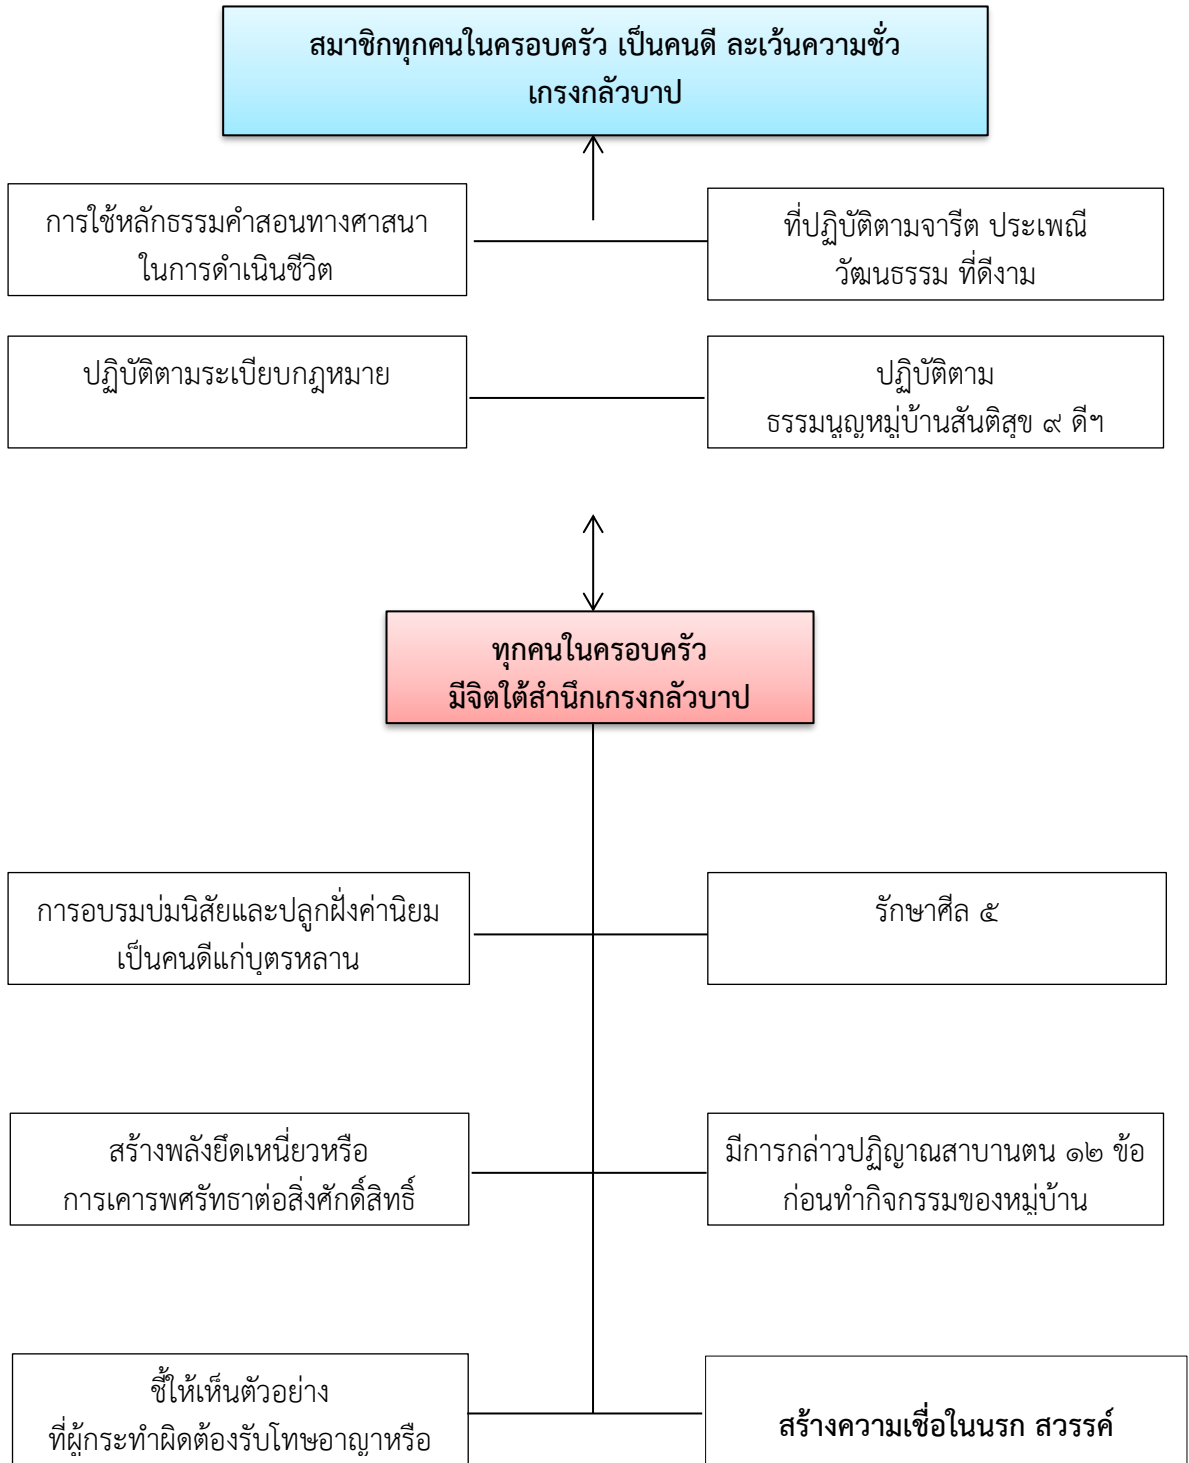 สมาชิกทุกคนในครอบครัว เป็นคนดี ละเว้นความชั่ว
เกรงกลัวบาป
การใช้หลักธรรมคำสอนทางศาสนา
ในการดำเนินชีวิต
ที่ปฏิบัติตามจารีต ประเพณี
วัฒนธรรม ที่ดีงาม
ปฏิบัติตามระเบียบกฎหมาย
ปฏิบัติตาม
ธรรมนูญหมู่บ้านสันติสุข ๙ ดีฯ
ทุกคนในครอบครัว
มีจิตใต้สำนึกเกรงกลัวบาป
การอบรมบ่มนิสัยและปลูกฝั่งค่านิยม
เป็นคนดีแก่บุตรหลาน
รักษาศีล ๕
สร้างพลังยึดเหนี่ยวหรือ
การเคารพศรัทธาต่อสิ่งศักดิ์สิทธิ์
มีการกล่าวปฏิญาณสาบานตน ๑๒ ข้อ
ก่อนทำกิจกรรมของหมู่บ้าน
ชี้ให้เห็นตัวอย่าง
ที่ผู้กระทำผิดต้องรับโทษอาญาหรือ
สร้างความเชื่อในนรก สวรรค์